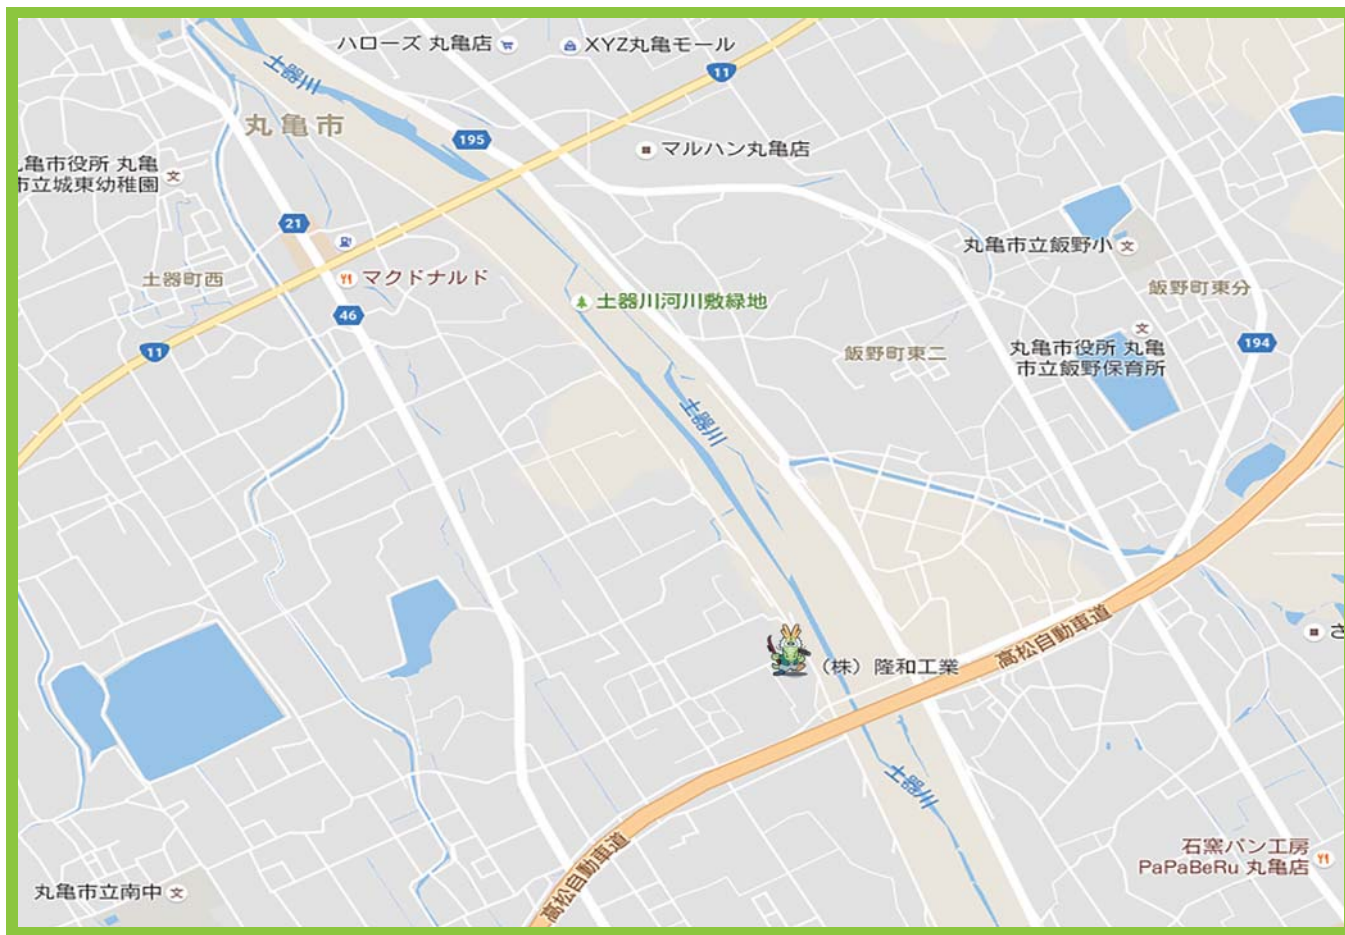 ハローズ 丸亀店
XYZ丸亀モール
土器川
11
丸亀市
195
マルハン丸亀店
亀市役所 丸亀
市立城東幼稚園
21
丸亀市立飯野小
土器町西
マクドナルド
飯野町東分
土器川河川敷緑地
46
11
飯野町東二
丸亀市役所 丸亀
市立飯野保育所
194
土器川
高松自動車道
さ
(株)隆和工業
土器川
高松自動車道
石窯パン工房
PaPaBeRu 丸亀店
丸亀市立南中
文
文
文
文